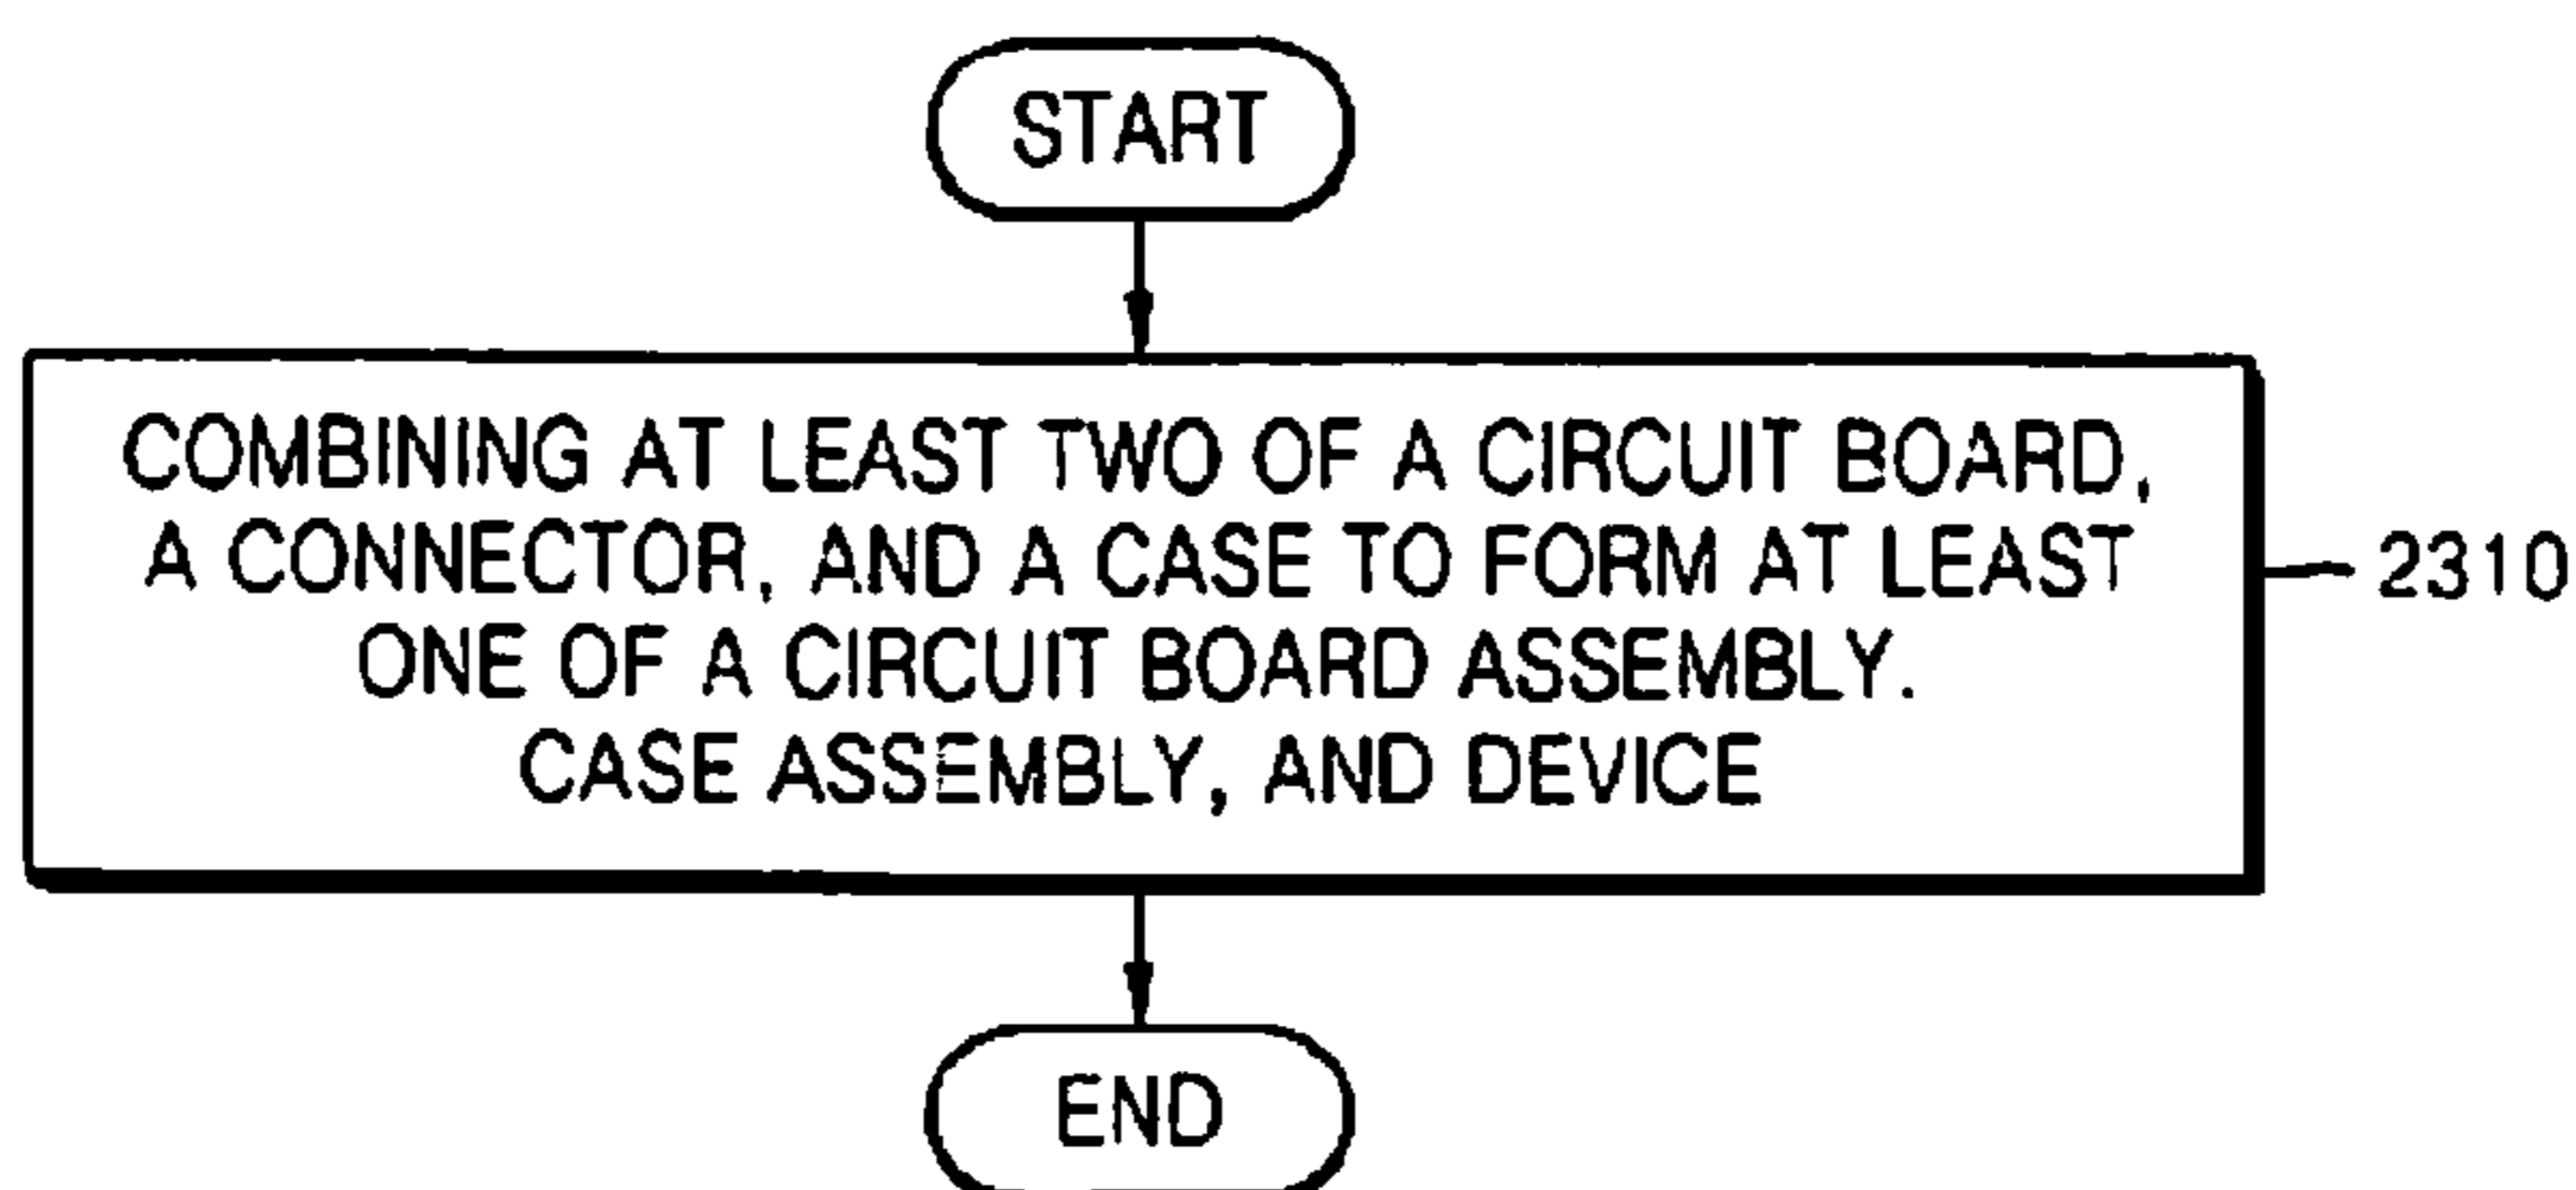 START
COMBINING AT LEAST TWO OF A CIRCUIT BOARD,
A CONNECTOR, AND A CASE TO FORM AT LEAST
ONE OF A CIRCUIT BOARD ASSEMBLY.
CASE ASSEMBLY, AND DEVICE
2310
END